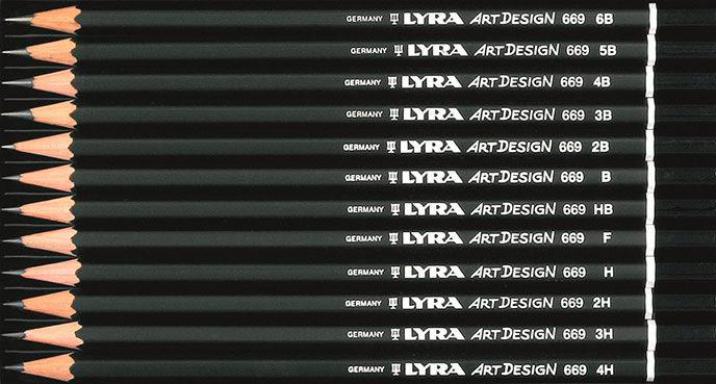 GERMANY LYRA ART DESIGN 669 6B
GERMANY LYRA ART DESIGN 669 5B
GERMANY LYRA ART DESIGN 669 4B
GERMANY LYRA ART DESIGN 669 3B
GERMANY LYRA ART DESIGN 669 2B
GERMANY LYRA ART DESIGN 669 B
GERMANY LYRA ART DESIGN 669 HB
GERMANY LYRA ART DESIGN 669 F
GERMANY LYRA ART DESIGN 669 H
GERMANY LYRA ART DESIGN 669 2H
GERMANY LYRA ART DESIGN 669 3H
GERMANY LYRA ART DESIGN 669 4H